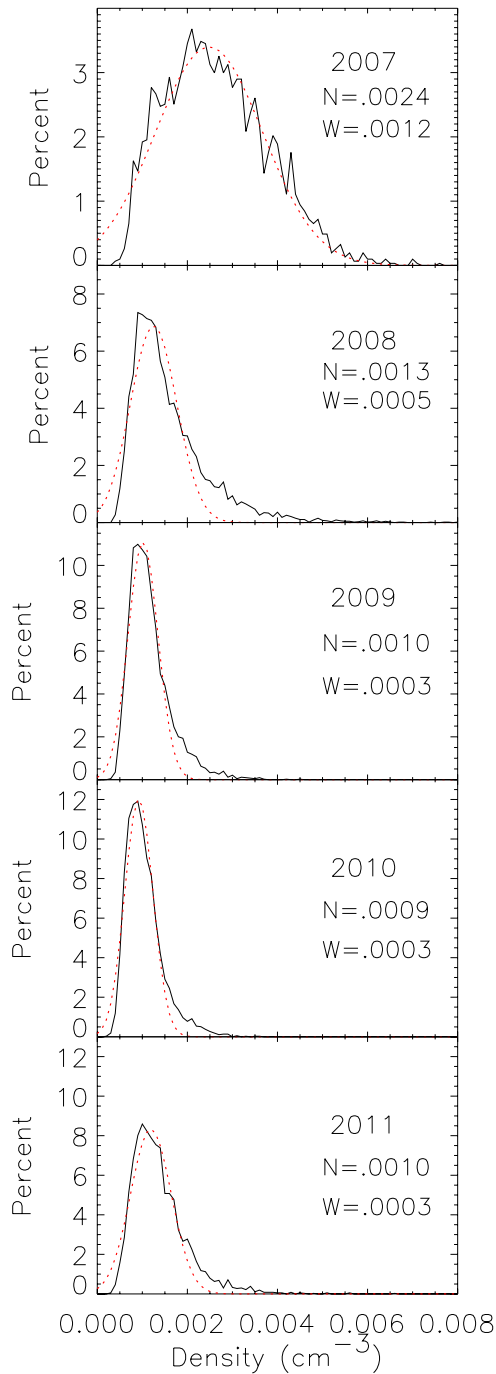 Percent
3
2
1
0
2007
N=.0024
W=.0012
Percent
8
6
4
2
0
2008
N=.0013
W=.0005
Percent
10
8
6
4
2
0
2009
N=.0010
W=.0003
Percent
12
10
8
6
4
2
0
2010
N=.0009
W=.0003
Percent
12
10
8
6
4
2
0
2011
N=.0010
W=.0003
0.000 0.002 0.004 0.006 0.008
Density (cm⁻³)